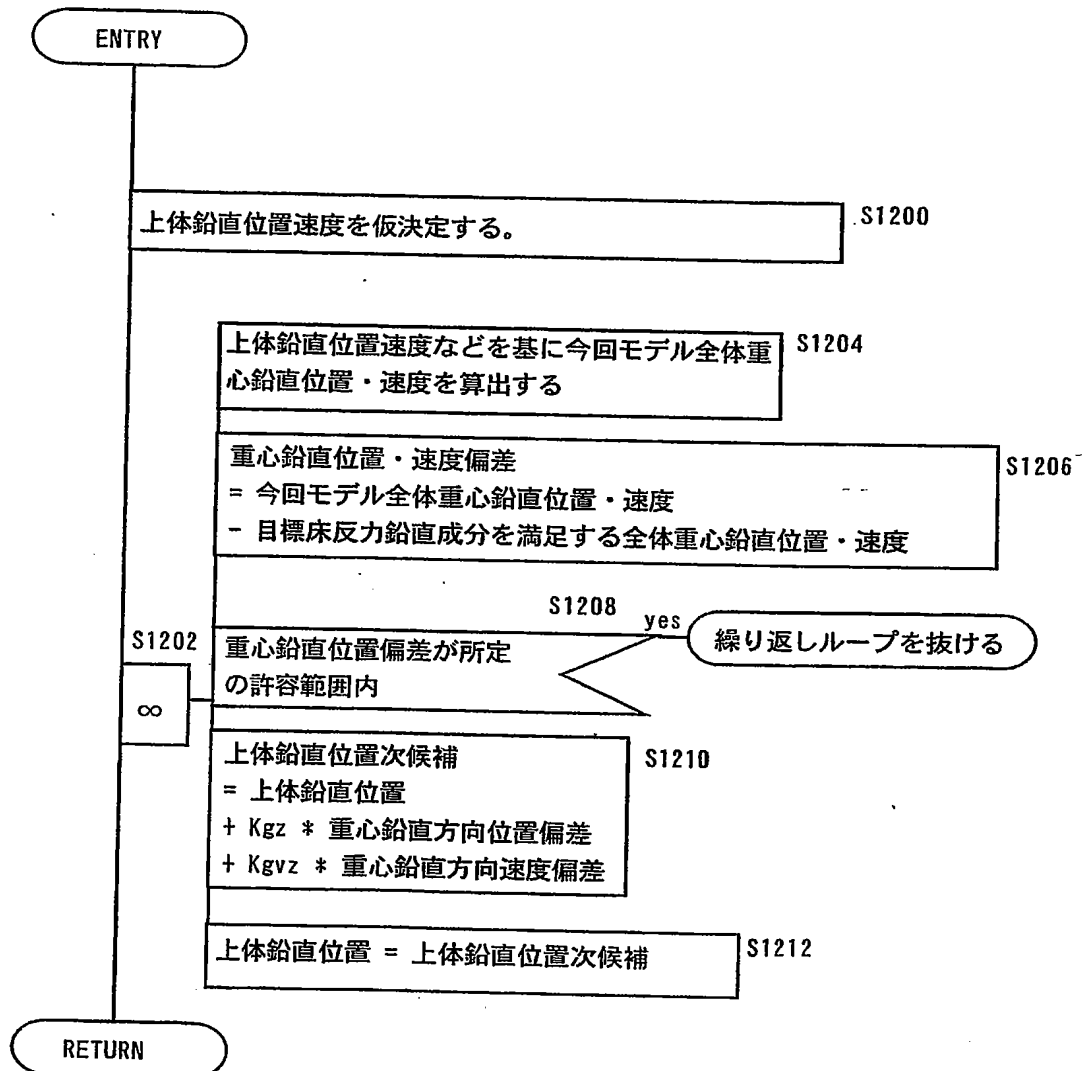 ENTRY
上体鉛直位置速度を仮決定する。
S1200
上体鉛直位置速度などを基に今回モデル全体重
心鉛直位置・速度を算出する
S1204
重心鉛直位置・速度偏差
= 今回モデル全体重心鉛直位置・速度
- 目標床反力鉛直成分を満足する全体重心鉛直位置・速度
S1206
S1202
∞
重心鉛直位置偏差が所定
の許容範囲内
S1208
yes
繰り返しループを抜ける
上体鉛直位置次候補
= 上体鉛直位置
+ Kgz * 重心鉛直方向位置偏差
+ Kgvz * 重心鉛直方向速度偏差
S1210
上体鉛直位置 = 上体鉛直位置次候補
S1212
RETURN